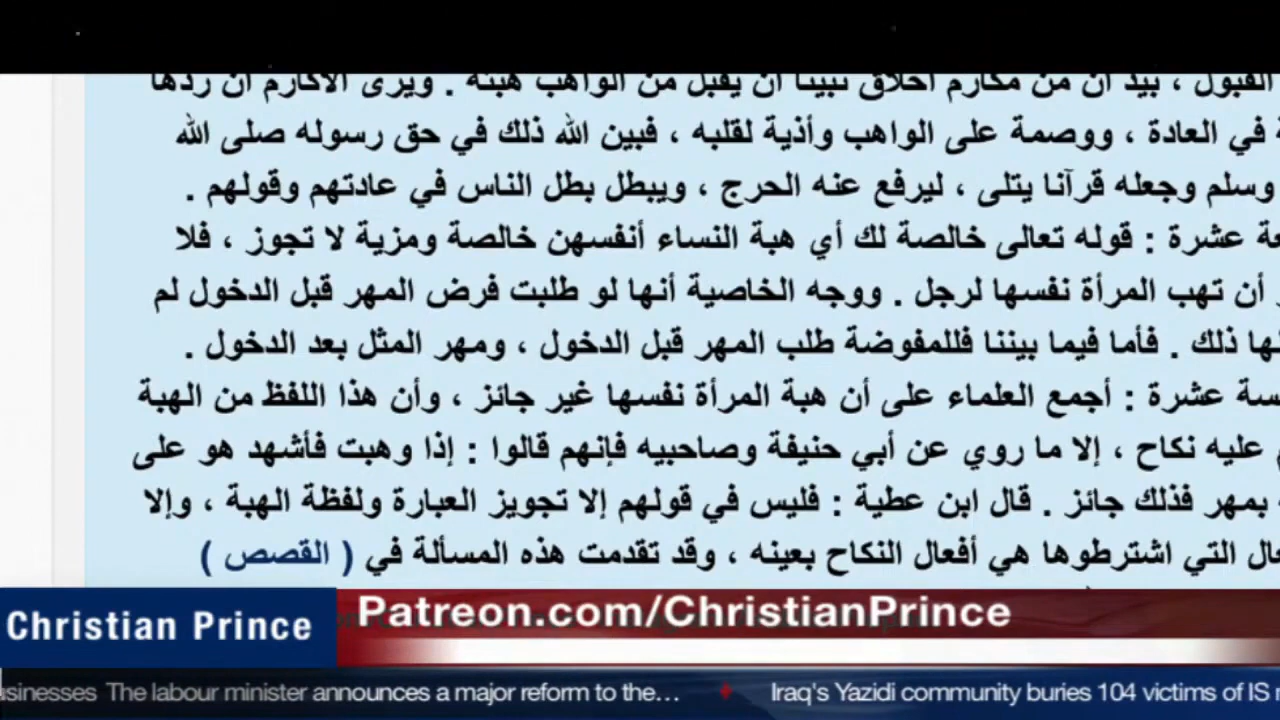 القبول ، بيد أن من مكارم أخلاق نبينا أن يقبل من الواهب هبته . ويرى الأكارم أن ردها
في العادة ، ووصمة على الواهب وأذية لقلبه ، فبين الله ذلك في حق رسوله صلى الله
وسلم وجعله قرآنا يتلى ، ليرفع عنه الحرج ، ويبطل بطل الناس في عادتهم وقولهم .
عشرة : قوله تعالى خالصة لك أي هبة النساء أنفسهن خالصة ومزية لا تجوز ، فلا
أن تهب المرأة نفسها لرجل . ووجه الخاصية أنها لو طلبت فرض المهر قبل الدخول لم
ذلك . فأما فيما بيننا فللمفوضة طلب المهر قبل الدخول ، ومهر المثل بعد الدخول .
عشرة : أجمع العلماء على أن هبة المرأة نفسها غير جائز ، وأن هذا اللفظ من الهبة
عليه نكاح ، إلا ما روي عن أبي حنيفة وصاحبيه فإنهم قالوا : إذا وهبت فأشهد هو على
بمهر فذلك جائز . قال ابن عطية : فليس في قولهم إلا تجويز العبارة ولفظة الهبة ، وإلا
التي اشترطوها هي أفعال النكاح بعينه ، وقد تقدمت هذه المسألة في ( القصص )
Christian Prince
Patreon.com/ChristianPrince
usinesses The labour minister announces a major reform to the... ♦ Iraq's Yazidi community buries 104 victims of IS